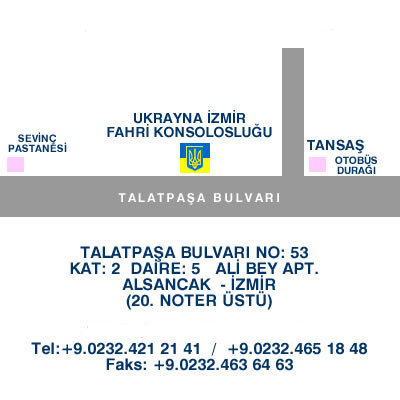 UKRAYNA İZMİR
FAHRİ KONSOLOSLUĞU
SEVİNÇ
PASTANESİ
TANSAŞ
OTOBÜS
DURAĞI
TALATPAŞA BULVARI
TALATPAŞA BULVARI NO: 53
KAT: 2 DAİRE: 5 ALİ BEY APT.
ALSANCAK - İZMİR
(20. NOTER ÜSTÜ)
Tel:+9.0232.421 21 41 / +9.0232.465 18 48
Faks: +9.0232.463 64 63